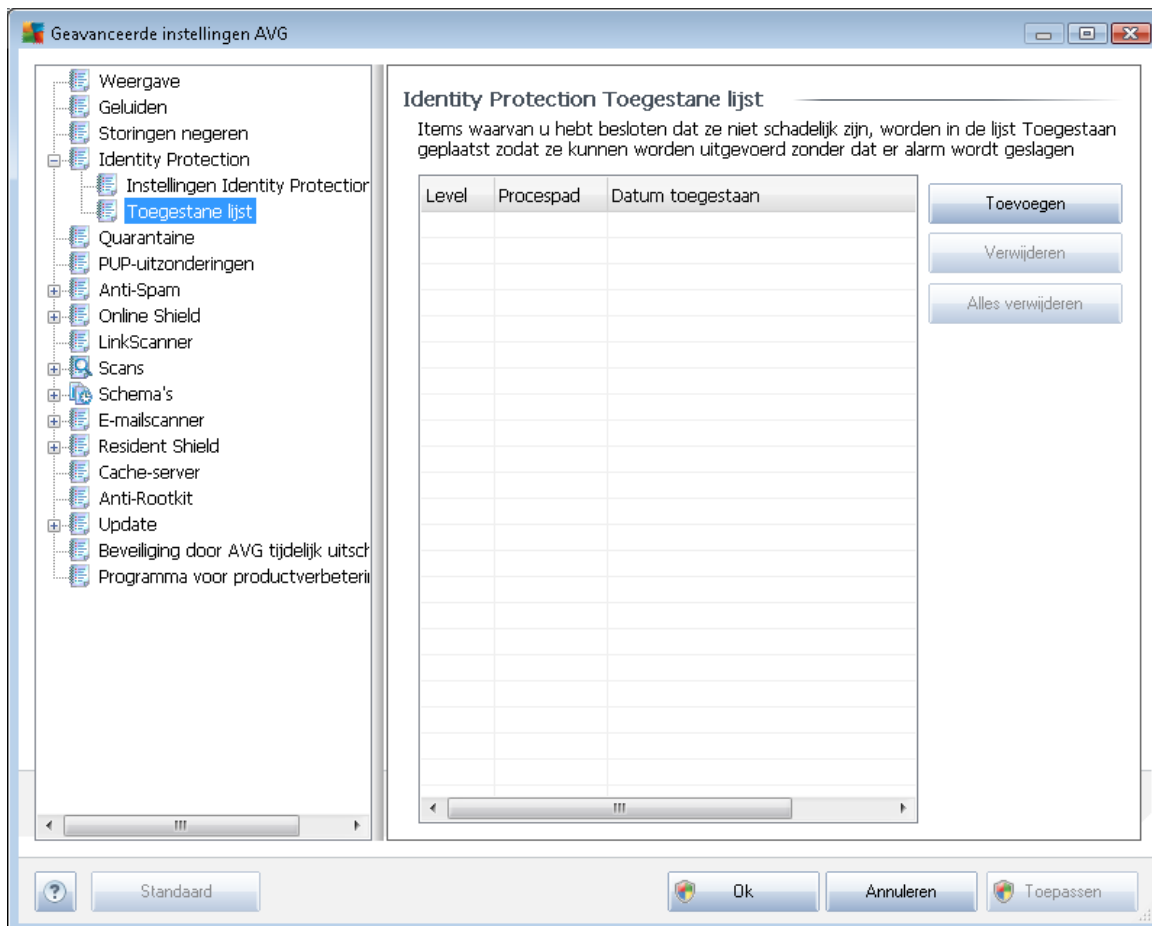 Geavanceerde instellingen AVG
Weergave
Geluiden
Storingen negeren
Identity Protection
Instellingen Identity Protection
Toegestane lijst
Quarantaine
PUP-uitzonderingen
Anti-Spam
Online Shield
LinkScanner
Scans
Schema's
E-mailscanner
Resident Shield
Cache-server
Anti-Rootkit
Update
Beveiliging door AVG tijdelijk uitsch
Programma voor productverbeteri
Identity Protection Toegestane lijst
Items waarvan u hebt besloten dat ze niet schadelijk zijn, worden in de lijst Toegestaan
geplaatst zodat ze kunnen worden uitgevoerd zonder dat er alarm wordt geslagen
Level Procespad Datum toegestaan
Toevoegen
Verwijderen
Alles verwijderen
? Standaard Ok Annuleren Toepassen